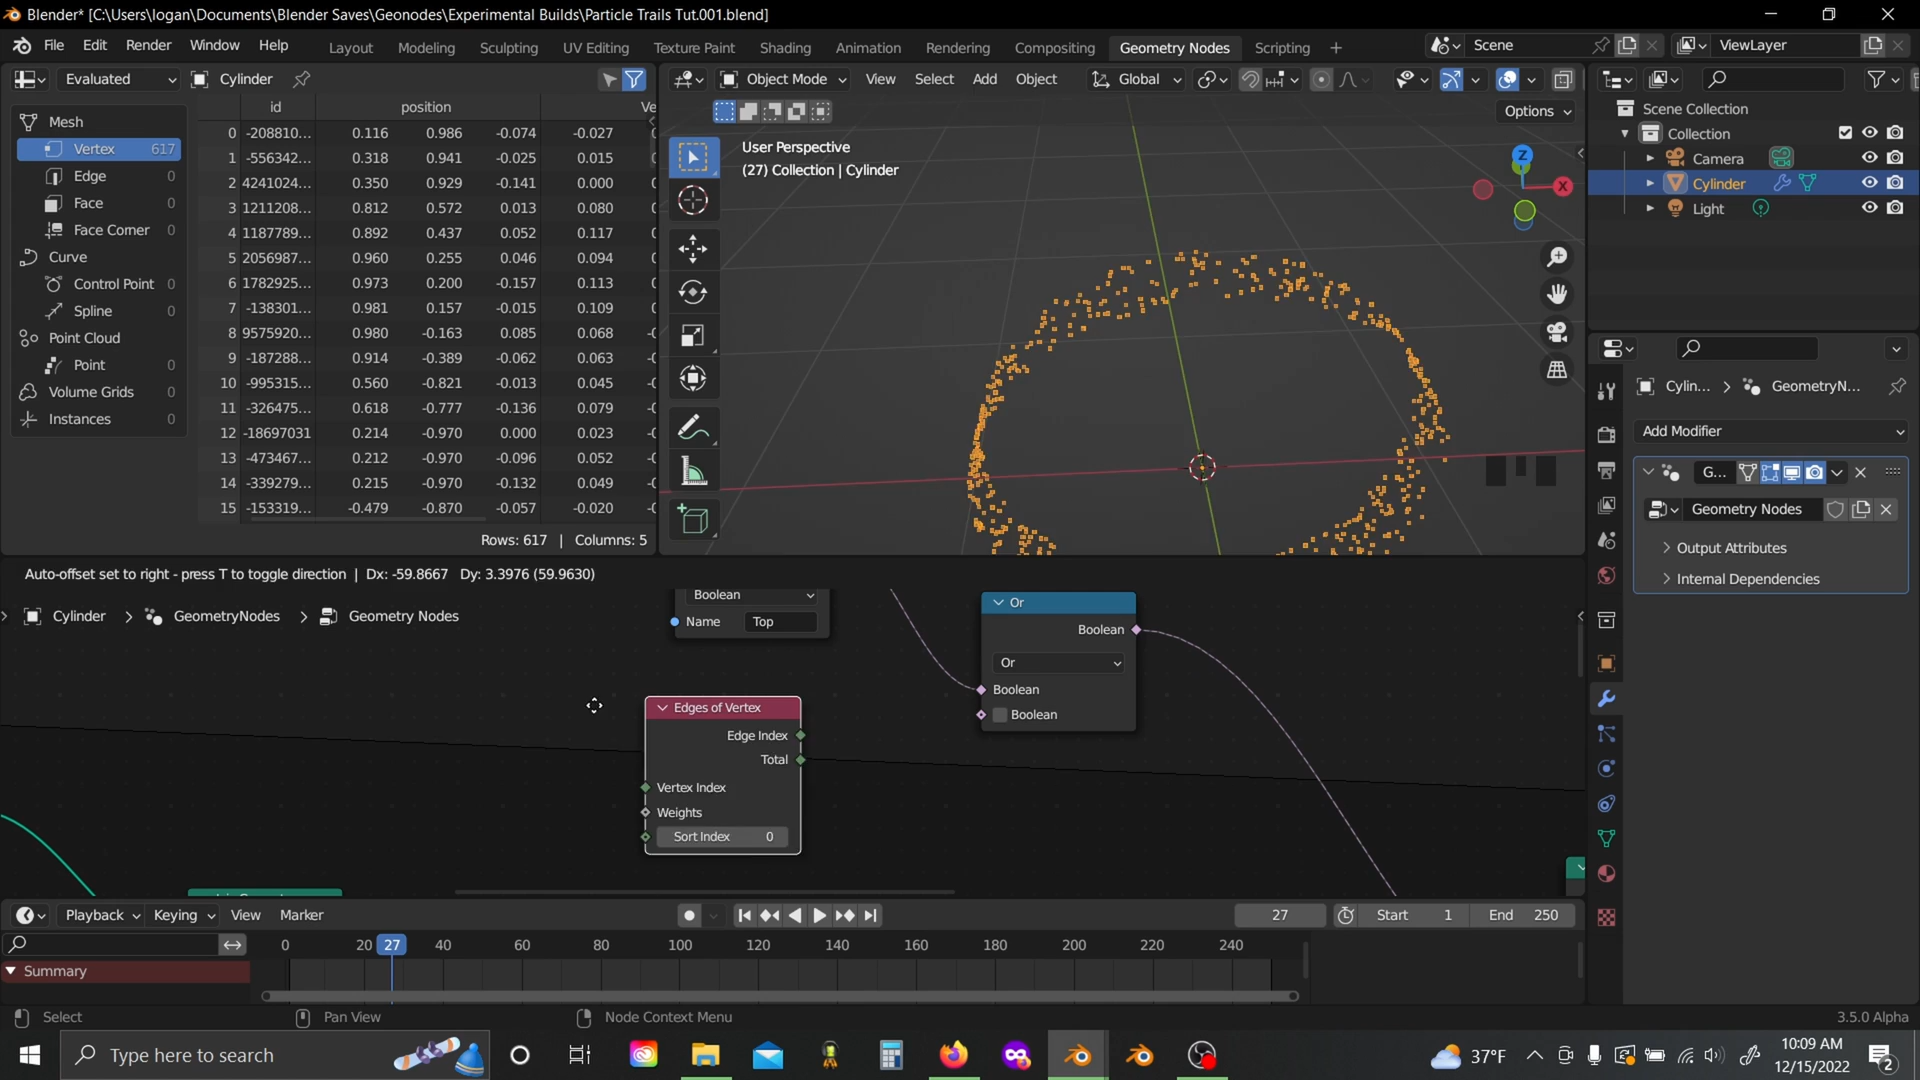 Blender* [C:\Users\logan\Documents\Blender Saves\Geonodes\Experimental Builds\Particle Trails Tut.001.blend]
File Edit Render Window Help Layout Modeling Sculpting UV Editing Texture Paint Shading Animation Rendering Compositing Geometry Nodes Scripting + Scene ViewLayer
Evaluated Cylinder Object Mode View Select Add Object Global
id position Ve
Options
Mesh
Vertex 617
Edge 0
Face 0
Face Corner 0
Curve
Control Point 0
Spline 0
Point Cloud
Point 0
Volume Grids 0
Instances 0
0 -208810... 0.116 0.986 -0.074 -0.027
1 -556342... 0.318 0.941 -0.025 0.015
2 4241024... 0.350 0.929 -0.141 0.000
3 1211208... 0.812 0.572 0.013 0.080
4 1187789... 0.892 0.437 0.052 0.117
5 2056987... 0.960 0.255 0.046 0.094
6 1782925... 0.973 0.200 -0.157 0.113
7 -138301... 0.981 0.157 -0.015 0.109
8 9575920... 0.980 -0.163 0.085 0.068
9 -187288... 0.914 -0.389 -0.062 0.063
10 -995315... 0.560 -0.821 -0.013 0.045
11 -326475... 0.618 -0.777 -0.136 0.079
12 -18697031 0.214 -0.970 0.000 0.023
13 -473467... 0.212 -0.970 -0.096 0.052
14 -339279... 0.215 -0.970 -0.132 0.049
15 -153319... -0.479 -0.870 -0.057 -0.020
Rows: 617 | Columns: 5
User Perspective
(27) Collection | Cylinder
Z
X
Scene Collection
Collection
Camera
Cylinder
Light
Cylin... > GeometryN...
Add Modifier
G...
Geometry Nodes
Output Attributes
Internal Dependencies
Auto-offset set to right - press T to toggle direction | Dx: -59.8667 Dy: 3.3976 (59.9630)
Cylinder > GeometryNodes > Geometry Nodes
Boolean
Name Top
Or
Boolean
Or
Boolean
Boolean
Edges of Vertex
Edge Index
Total
Vertex Index
Weights
Sort Index 0
Playback Keying View Marker 27 Start 1 End 250
0 20 27 40 60 80 100 120 140 160 180 200 220 240
Summary
Select Pan View Node Context Menu 3.5.0 Alpha
Type here to search 37°F 10:09 AM
12/15/2022
2